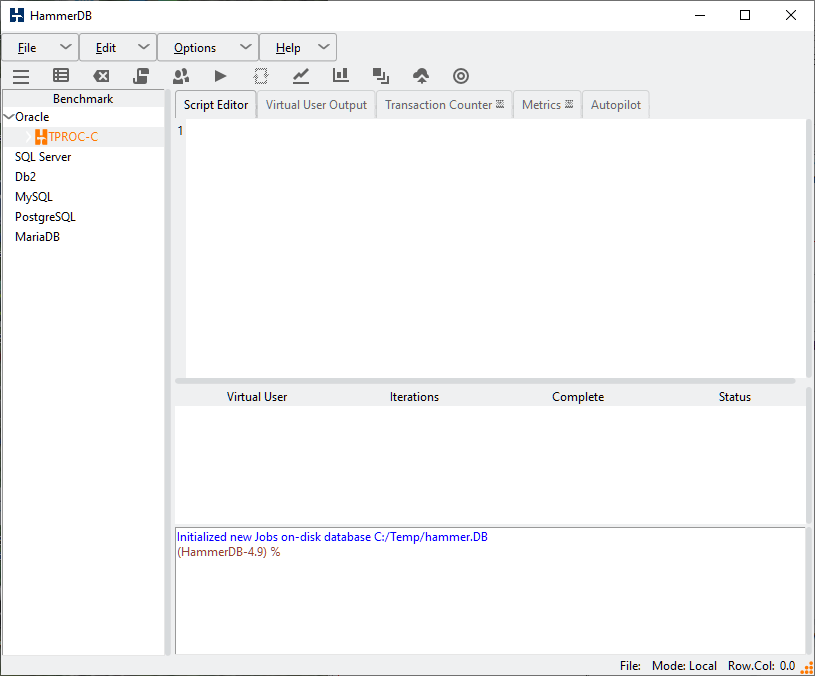 HammerDB
File Edit Options Help
Benchmark
Oracle
TPROC-C
SQL Server
Db2
MySQL
PostgreSQL
MariaDB
Script Editor Virtual User Output Transaction Counter Metrics Autopilot
1
Virtual User Iterations Complete Status
Initialized new Jobs on-disk database C:/Temp/hammer.DB
(HammerDB-4.9) %
File: Mode: Local Row.Col: 0.0